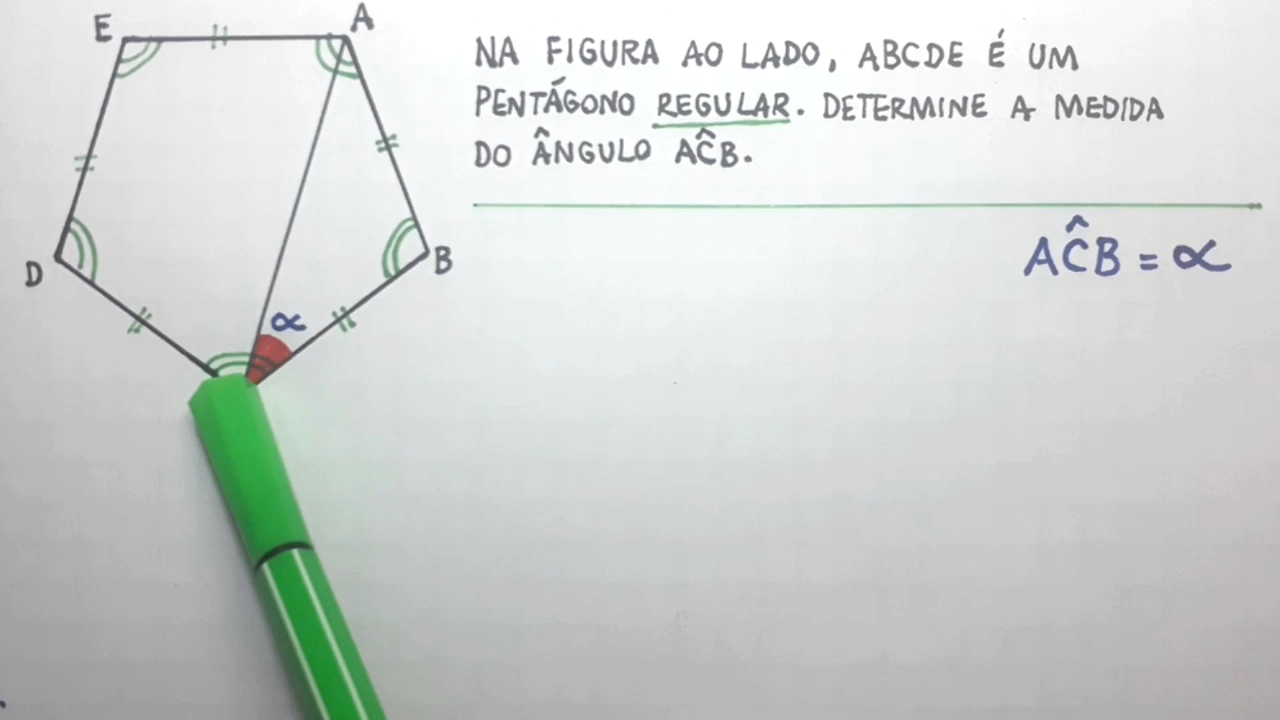 E
A
NA FIGURA AO LADO, ABCDE É UM
PENTÁGONO REGULAR. DETERMINE A MEDIDA
DO ÂNGULO AĈB.
AĈB = α
D
B
α